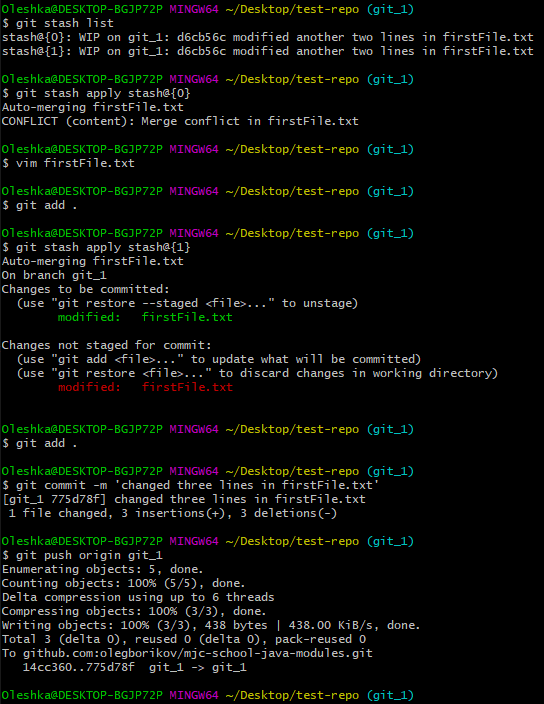 Oleshka@DESKTOP-BGJP72P MINGW64 ~/Desktop/test-repo (git_1)
$ git stash list
stash@{0}: WIP on git_1: d6cb56c modified another two lines in firstFile.txt
stash@{1}: WIP on git_1: d6cb56c modified another two lines in firstFile.txt
Oleshka@DESKTOP-BGJP72P MINGW64 ~/Desktop/test-repo (git_1)
$ git stash apply stash@{0}
Auto-merging firstFile.txt
CONFLICT (content): Merge conflict in firstFile.txt
Oleshka@DESKTOP-BGJP72P MINGW64 ~/Desktop/test-repo (git_1)
$ vim firstFile.txt
Oleshka@DESKTOP-BGJP72P MINGW64 ~/Desktop/test-repo (git_1)
$ git add .
Oleshka@DESKTOP-BGJP72P MINGW64 ~/Desktop/test-repo (git_1)
$ git stash apply stash@{1}
Auto-merging firstFile.txt
On branch git_1
Changes to be committed:
  (use "git restore --staged <file>..." to unstage)
        modified:   firstFile.txt
Changes not staged for commit:
  (use "git add <file>..." to update what will be committed)
  (use "git restore <file>..." to discard changes in working directory)
        modified:   firstFile.txt
Oleshka@DESKTOP-BGJP72P MINGW64 ~/Desktop/test-repo (git_1)
$ git add .
Oleshka@DESKTOP-BGJP72P MINGW64 ~/Desktop/test-repo (git_1)
$ git commit -m 'changed three lines in firstFile.txt'
[git_1 775d78f] changed three lines in firstFile.txt
 1 file changed, 3 insertions(+), 3 deletions(-)
Oleshka@DESKTOP-BGJP72P MINGW64 ~/Desktop/test-repo (git_1)
$ git push origin git_1
Enumerating objects: 5, done.
Counting objects: 100% (5/5), done.
Delta compression using up to 6 threads
Compressing objects: 100% (3/3), done.
Writing objects: 100% (3/3), 438 bytes | 438.00 KiB/s, done.
Total 3 (delta 0), reused 0 (delta 0), pack-reused 0
To github.com:olegborikov/mjc-school-java-modules.git
   14cc360..775d78f  git_1 -> git_1
Oleshka@DESKTOP-BGJP72P MINGW64 ~/Desktop/test-repo (git_1)